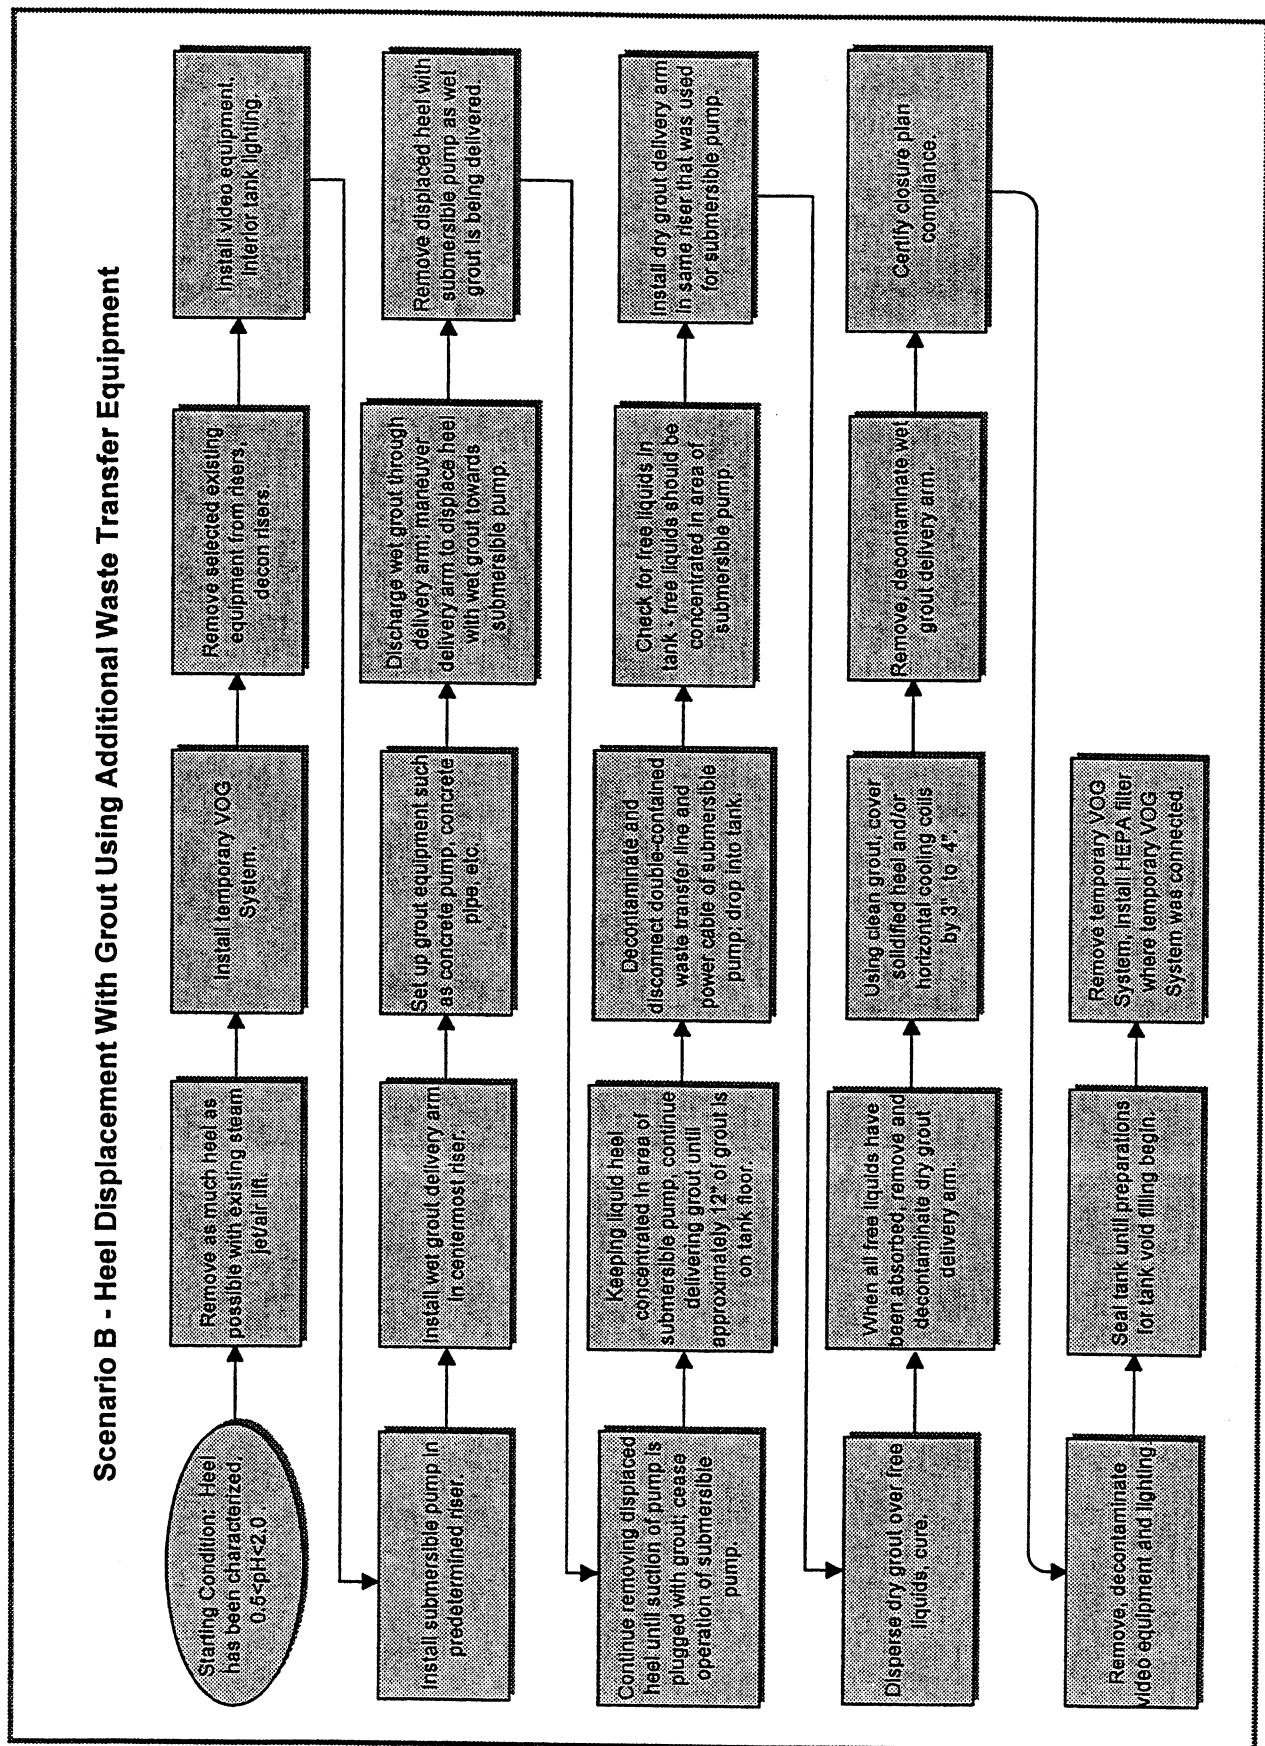 Scenario B - Heel Displacement With Grout Using Additional Waste Transfer Equipment
Starting Condition: Heel
has been characterized,
0.5<pH<2.0 .
Remove as much heel as
possible with existing steam
jet/air lift.
Install temporary VOG
System.
Remove selected existing
equipment from risers,
decon risers.
Install video equipment,
interior tank lighting.
Install submersible pump in
predetermined riser.
Install wet grout delivery arm
in centermost riser.
Set up grout equipment such
as concrete pump, concrete
pipe, etc.
Discharge wet grout through
delivery arm; maneuver
delivery arm to displace heel
with wet grout towards
submersible pump.
Remove displaced heel with
submersible pump as wet
grout is being delivered.
Continue removing displaced
heel until suction of pump is
plugged with grout; cease
operation of submersible
pump.
Keeping liquid heel
concentrated in area of
submersible pump, continue
delivering grout until
approximately 12" of grout is
on tank floor.
Decontaminate and
disconnect double-contained
waste transfer line and
power cable of submersible
pump, drop into tank.
Check for free liquids in
tank - free liquids should be
concentrated in area of
submersible pump.
Install dry grout delivery arm
in same riser that was used
for submersible pump.
Disperse dry grout over free
liquids, cure.
When all free liquids have
been absorbed, remove and
decontaminate dry grout
delivery arm.
Using clean grout, cover
solidified heel and/or
horizontal cooling coils
by 3" to 4".
Remove, decontaminate wet
grout delivery arm.
Certify closure plan
compliance.
Remove, decontaminate
video equipment and lighting
Seal tank until preparations
for tank void filling begin.
Remove temporary VOG
System, install HEPA filter
where temporary VOG
System was connected.